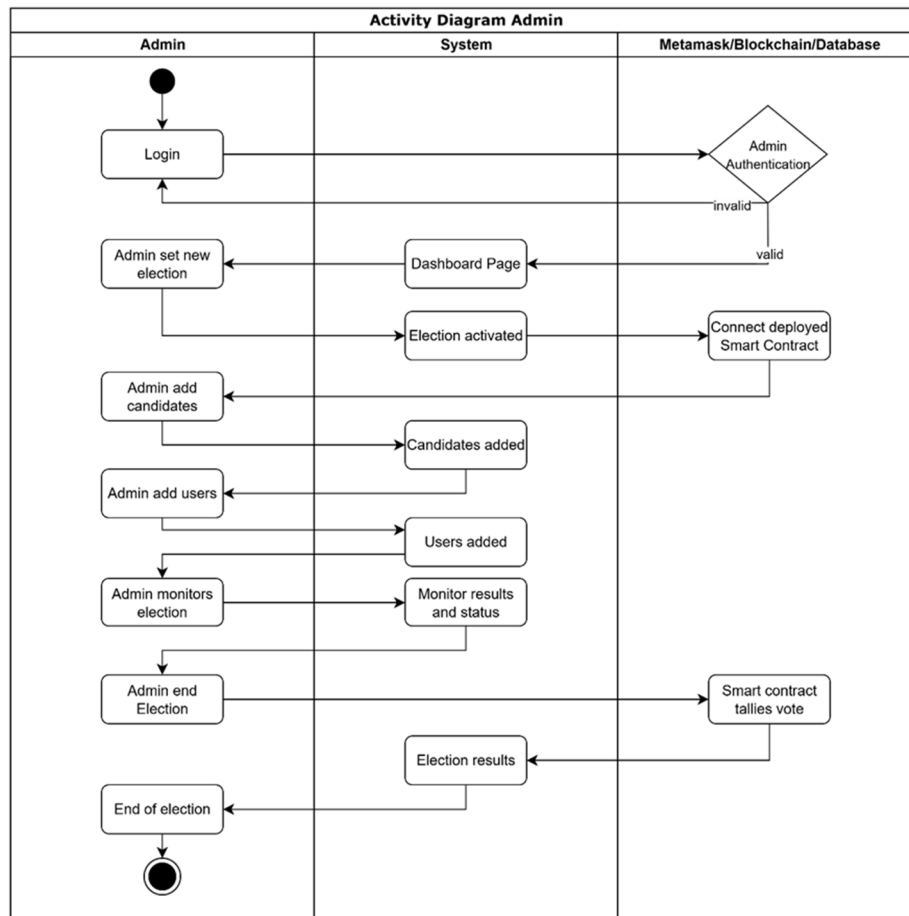 Activity Diagram Admin
Admin
System
Metamask/Blockchain/Database
Login
Admin
Authentication
invalid
valid
Admin set new
election
Dashboard Page
Election activated
Connect deployed
Smart Contract
Admin add
candidates
Candidates added
Admin add users
Users added
Admin monitors
election
Monitor results
and status
Admin end
Election
Smart contract
tallies vote
Election results
End of election